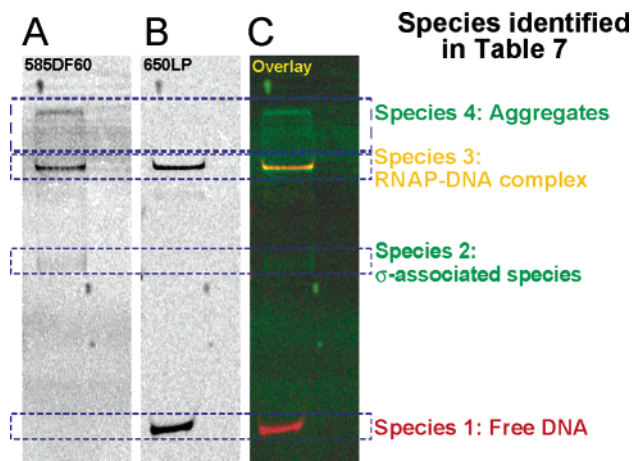 A B C
Species identified
in Table 7
585DF60 650LP Overlay
Species 4: Aggregates
Species 3:
RNAP-DNA complex
Species 2:
σ-associated species
Species 1: Free DNA